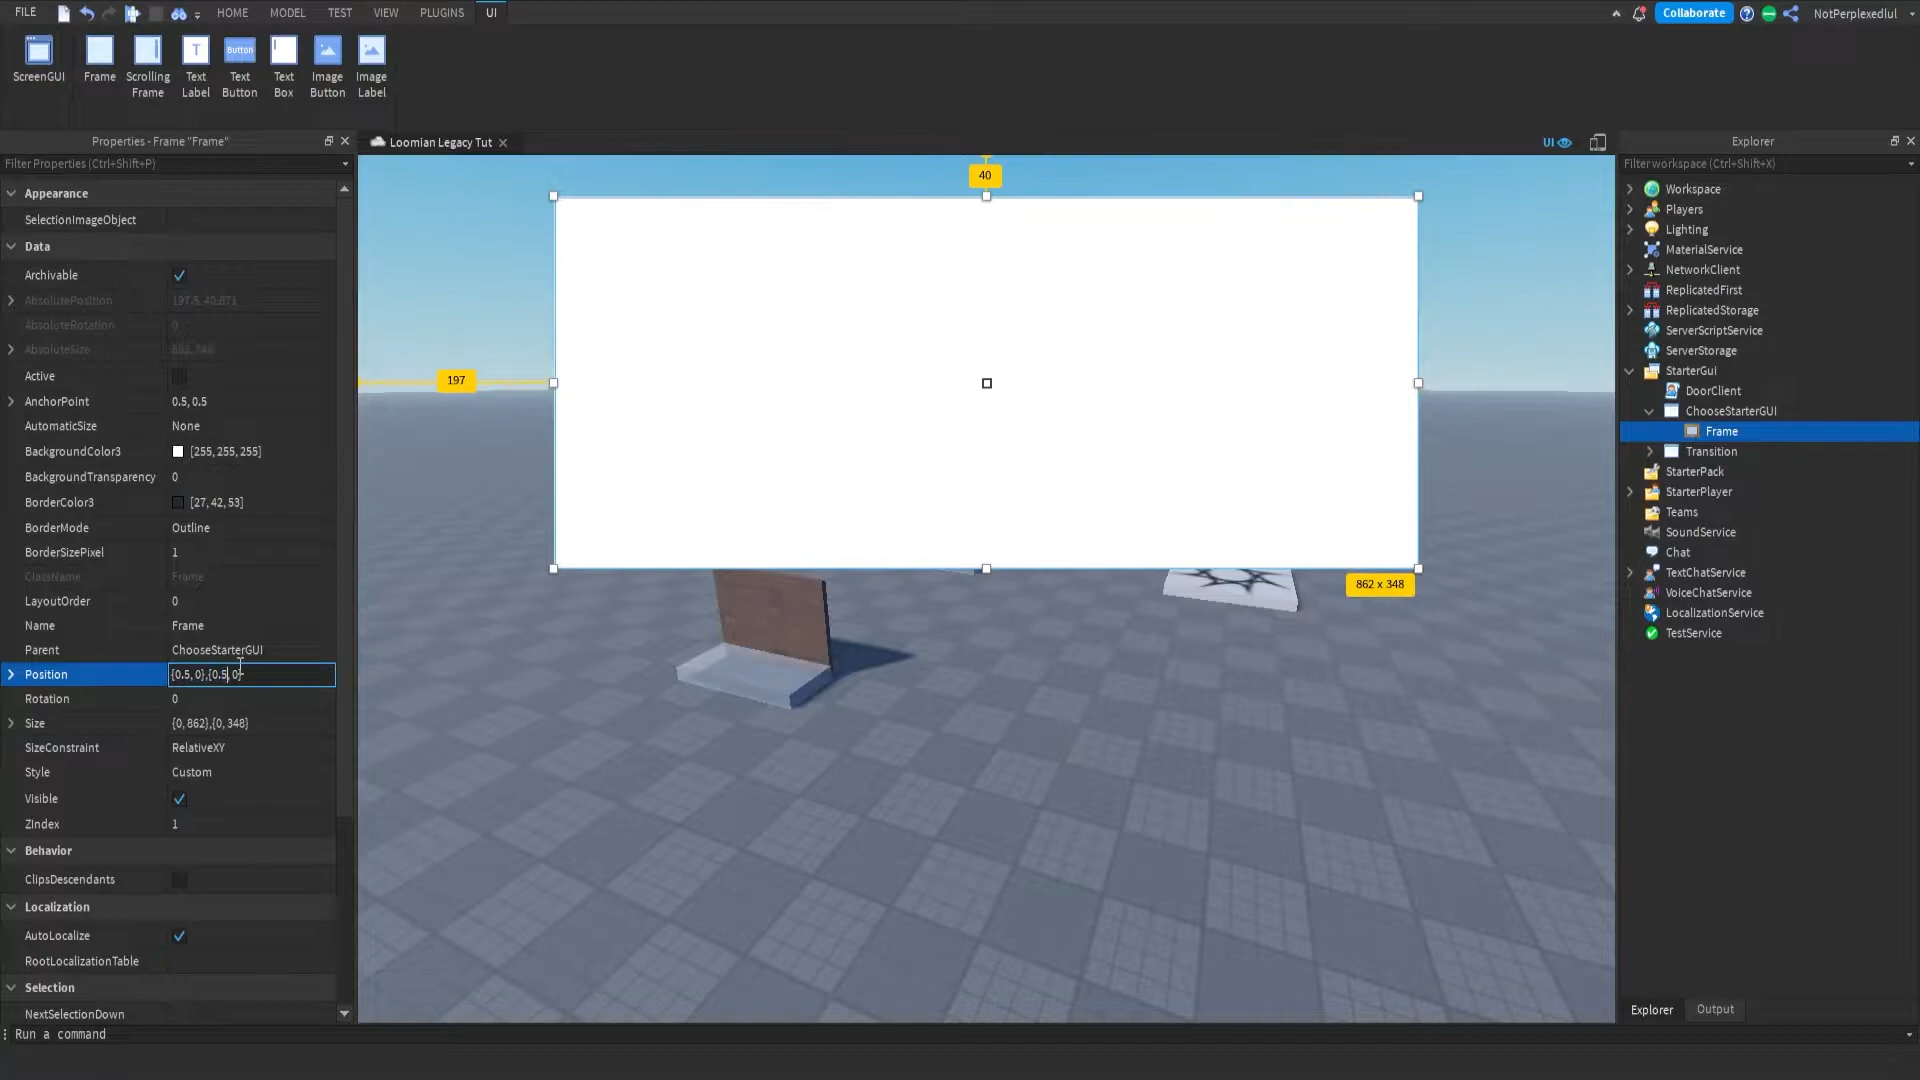 FILE HOME MODEL TEST VIEW PLUGINS UI Collaborate NotPerplexedlul
ScreenGUI Frame Scrolling Frame Text Label Button Text Button Text Box Image Button Image Label
Properties - Frame "Frame"
Filter Properties (Ctrl+Shift+P)
Appearance
SelectionImageObject
Data
Archivable
AbsolutePosition 197.5, 40.871
AbsoluteRotation 0
AbsoluteSize 862, 348
Active
AnchorPoint 0.5, 0.5
AutomaticSize None
BackgroundColor3 [255, 255, 255]
BackgroundTransparency 0
BorderColor3 [27, 42, 53]
BorderMode Outline
BorderSizePixel 1
ClassName Frame
LayoutOrder 0
Name Frame
Parent ChooseStarterGUI
Position {0.5, 0},{0.5, 0}
Rotation 0
Size {0, 862},{0, 348}
SizeConstraint RelativeXY
Style Custom
Visible
ZIndex 1
Behavior
ClipsDescendants
Localization
AutoLocalize
RootLocalizationTable
Selection
NextSelectionDown
Run a command
Loomian Legacy Tut
UI
40
197
862 x 348
Explorer
Filter workspace (Ctrl+Shift+X)
Workspace
Players
Lighting
MaterialService
NetworkClient
ReplicatedFirst
ReplicatedStorage
ServerScriptService
ServerStorage
StarterGui
DoorClient
ChooseStarterGUI
Frame
Transition
StarterPack
StarterPlayer
Teams
SoundService
Chat
TextChatService
VoiceChatService
LocalizationService
TestService
Explorer Output